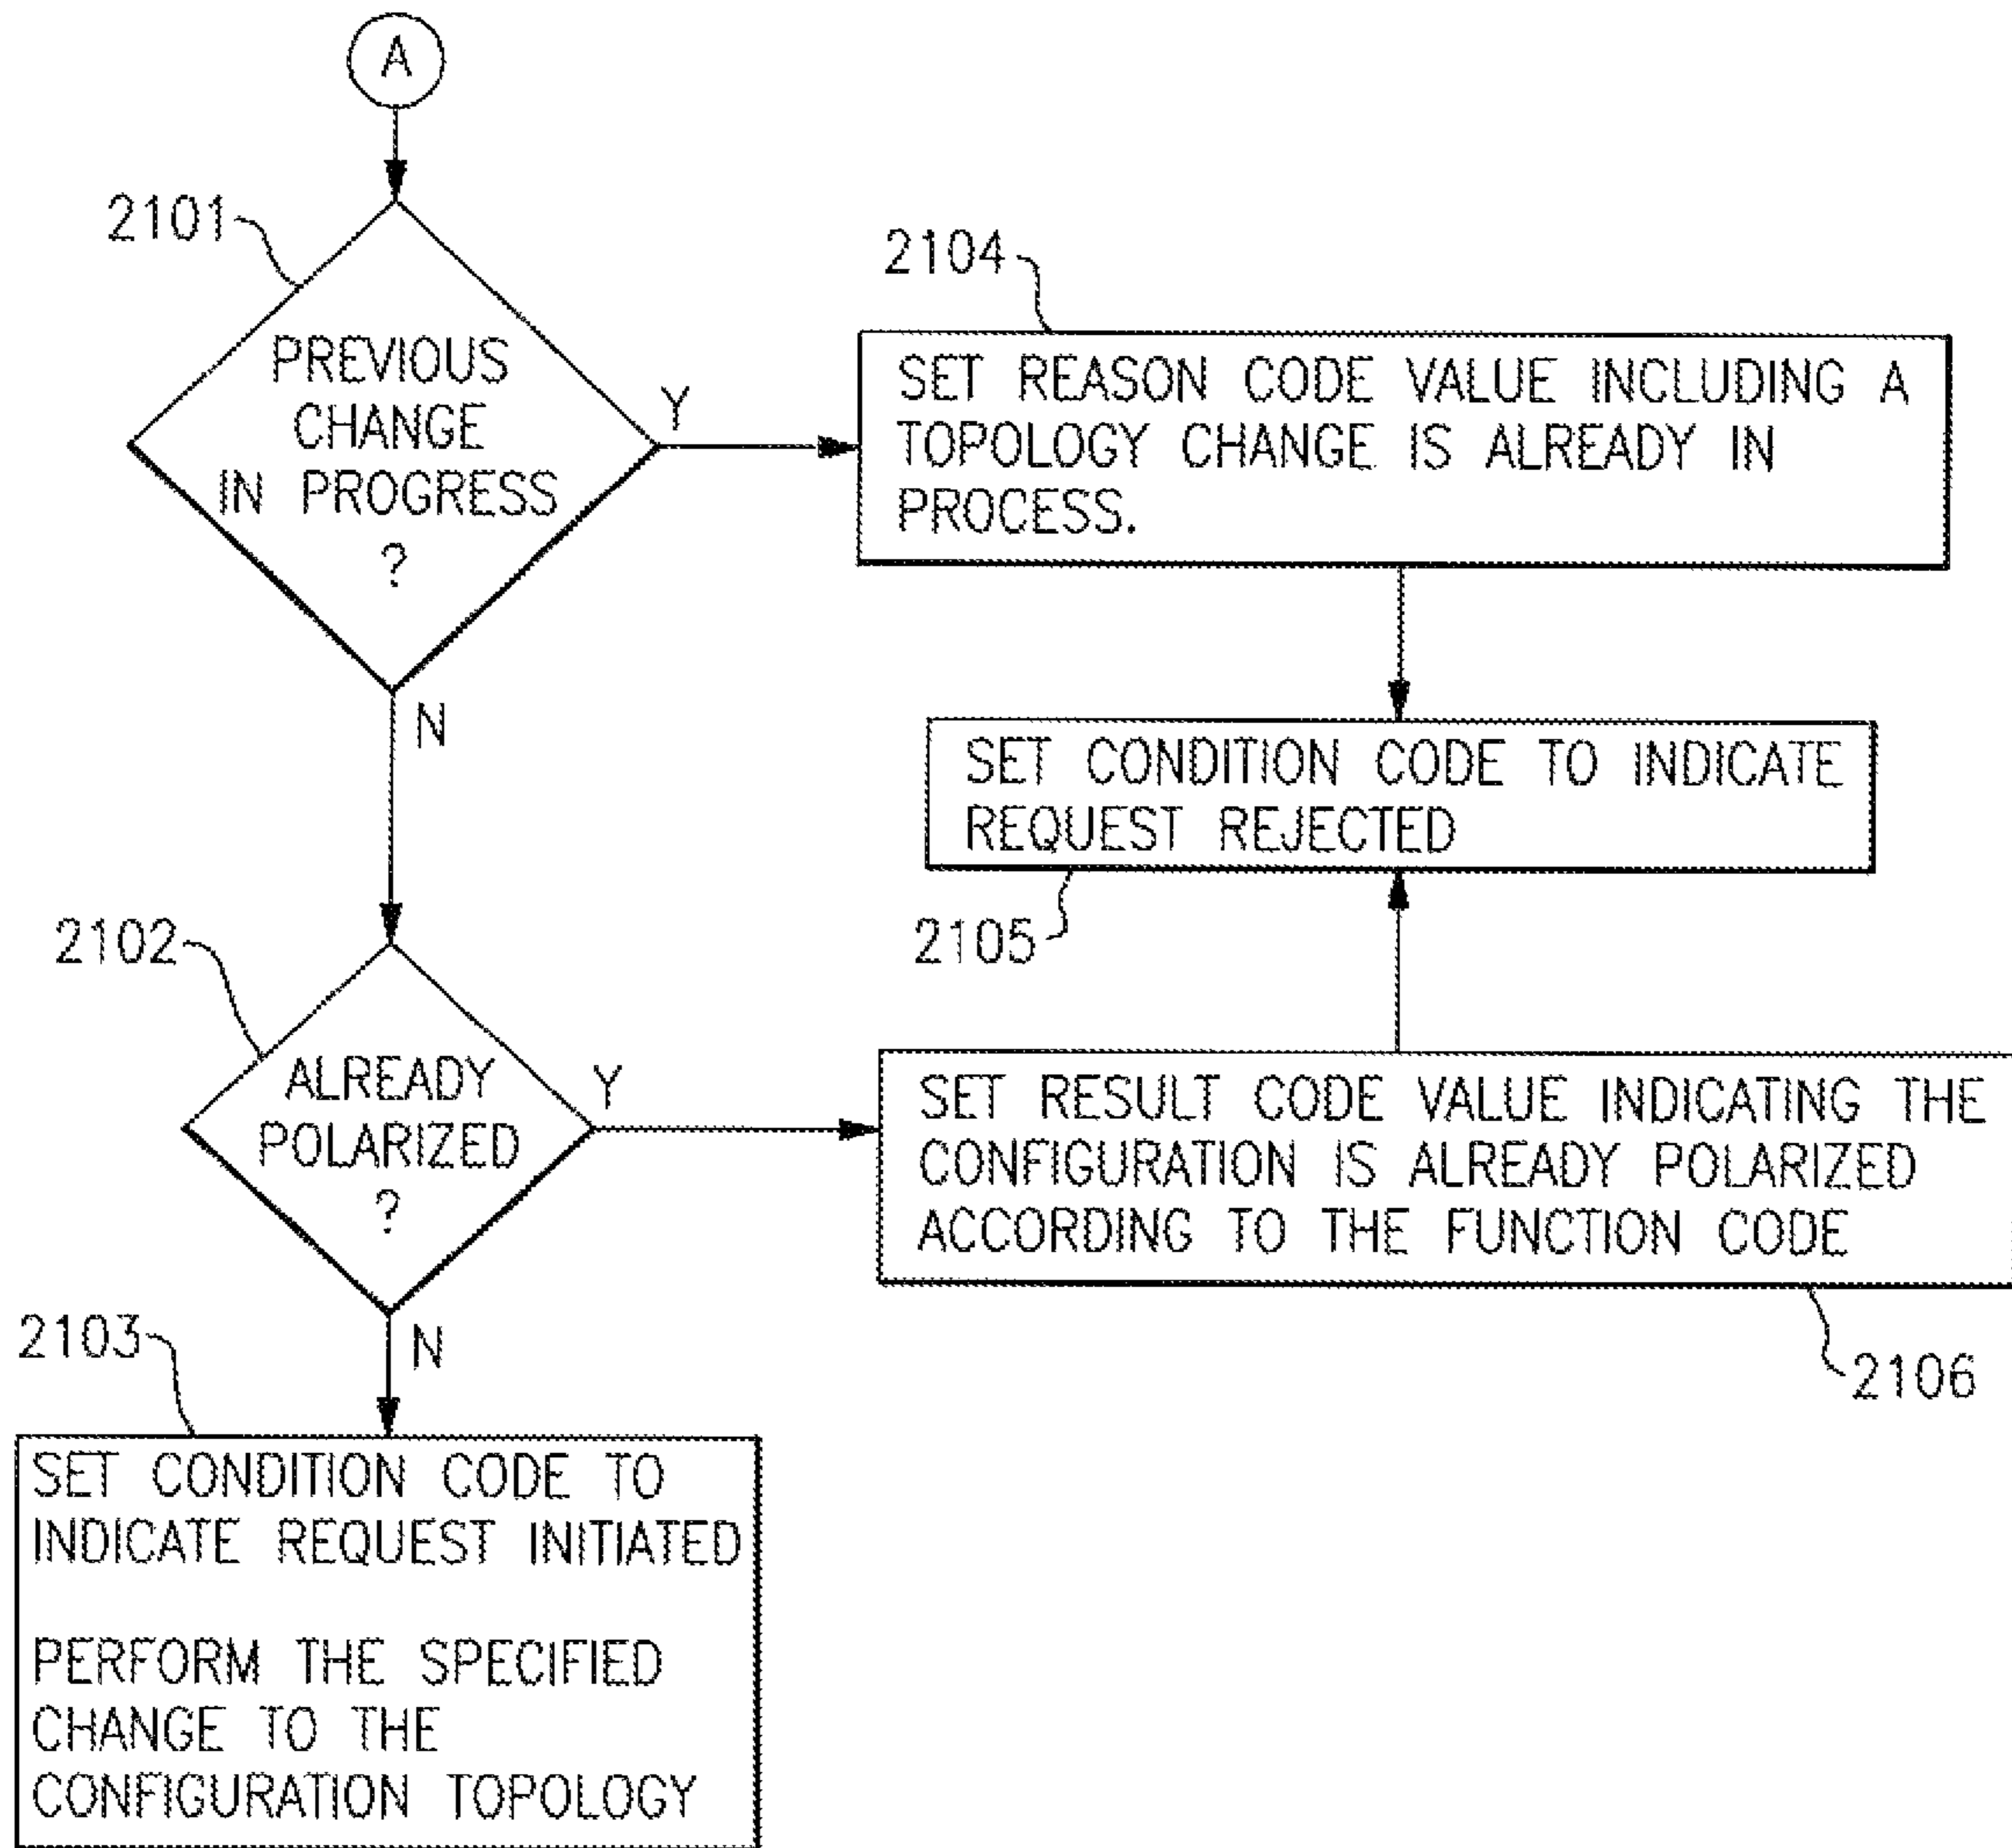 A
2101
PREVIOUS
CHANGE
IN PROGRESS
?
Y
N
2104
SET REASON CODE VALUE INCLUDING A
TOPOLOGY CHANGE IS ALREADY IN
PROCESS.
SET CONDITION CODE TO INDICATE
REQUEST REJECTED
2105
2102
ALREADY
POLARIZED
?
Y
N
SET RESULT CODE VALUE INDICATING THE
CONFIGURATION IS ALREADY POLARIZED
ACCORDING TO THE FUNCTION CODE
2106
2103
SET CONDITION CODE TO
INDICATE REQUEST INITIATED
PERFORM THE SPECIFIED
CHANGE TO THE
CONFIGURATION TOPOLOGY